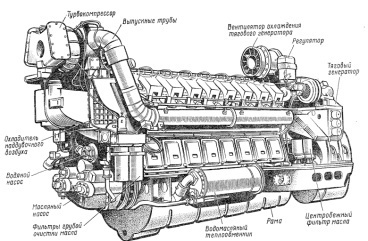 Турбокомпрессор
Выпускные трубы
Вентилятор охлаждения
тягового генератора
Регулятор
Тяговый
генератор
Охладитель
наддувочного
воздуха
Водяной
насос
Масляный
насос
Фильтры грубой
очистки масла
Водомасляный
теплообменник
Рама
Центробежный
фильтр масла